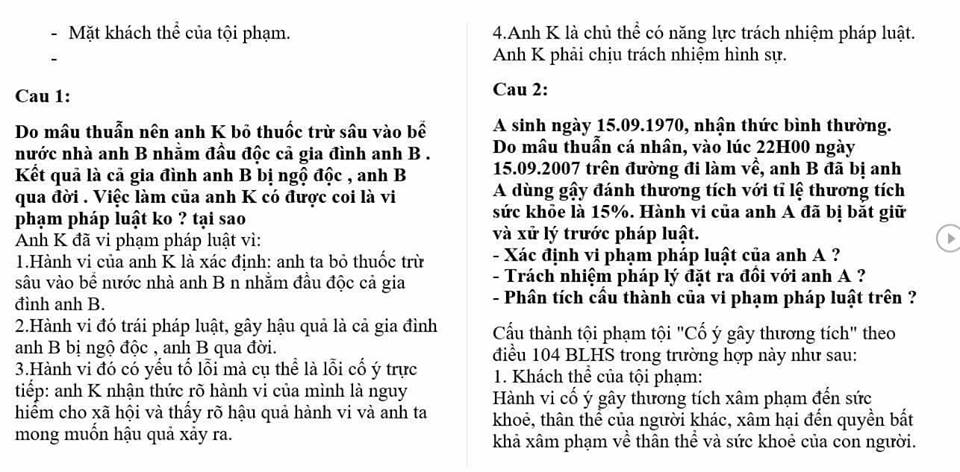 - Mặt khách thể của tội phạm.
-
Cau 1:
Do mâu thuẫn nên anh K bỏ thuốc trừ sâu vào bể
nước nhà anh B nhằm đầu độc cả gia đình anh B .
Kết quả là cả gia đình anh B bị ngộ độc , anh B
qua đời . Việc làm của anh K có được coi là vi
phạm pháp luật ko ? tại sao
Anh K đã vi phạm pháp luật vì:
1.Hành vi của anh K là xác định: anh ta bỏ thuốc trừ
sâu vào bể nước nhà anh B n nhằm đầu độc cả gia
đình anh B.
2.Hành vi đó trái pháp luật, gây hậu quả là cả gia đình
anh B bị ngộ độc , anh B qua đời.
3.Hành vi đó có yếu tố lỗi mà cụ thể là lỗi cố ý trực
tiếp: anh K nhận thức rõ hành vi của mình là nguy
hiểm cho xã hội và thấy rõ hậu quả hành vi và anh ta
mong muốn hậu quả xảy ra.
4.Anh K là chủ thể có năng lực trách nhiệm pháp luật.
Anh K phải chịu trách nhiệm hình sự.
Cau 2:
A sinh ngày 15.09.1970, nhận thức bình thường.
Do mâu thuẫn cá nhân, vào lúc 22H00 ngày
15.09.2007 trên đường đi làm về, anh B đã bị anh
A dùng gậy đánh thương tích với tỉ lệ thương tích
sức khỏe là 15%. Hành vi của anh A đã bị bắt giữ
và xử lý trước pháp luật.
- Xác định vi phạm pháp luật của anh A ?
- Trách nhiệm pháp lý đặt ra đối với anh A ?
- Phân tích cấu thành của vi phạm pháp luật trên ?
Cấu thành tội phạm tội "Cố ý gây thương tích" theo
điều 104 BLHS trong trường hợp này như sau:
1. Khách thể của tội phạm:
Hành vi cố ý gây thương tích xâm phạm đến sức
khoẻ, thân thể của người khác, xâm hại đến quyền bất
khả xâm phạm về thân thể và sức khoẻ của con người.